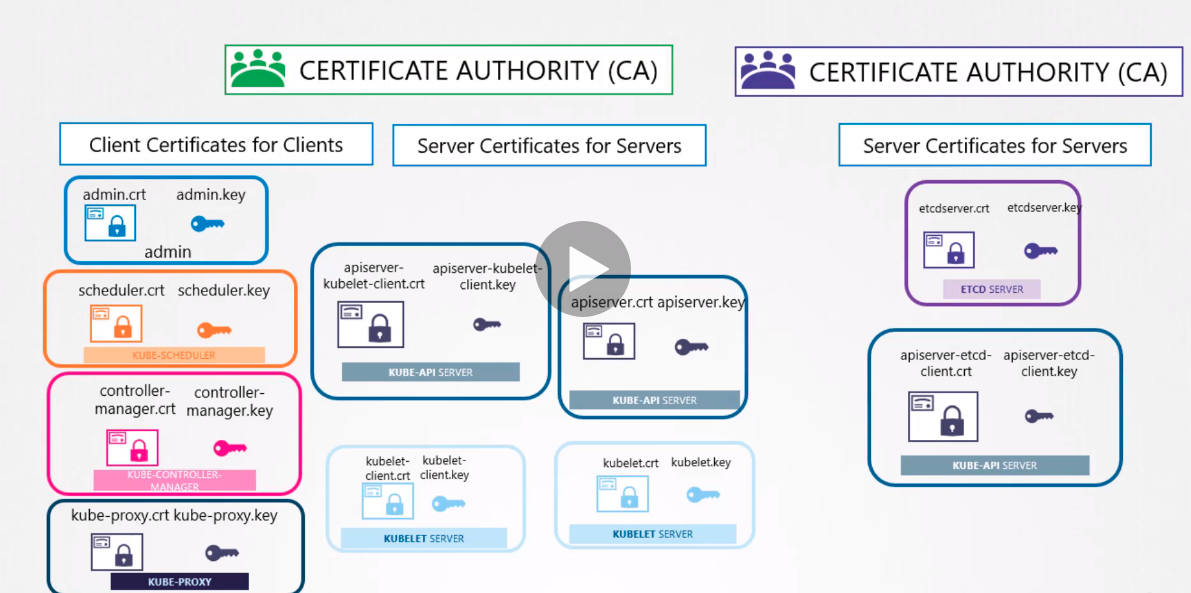 CERTIFICATE AUTHORITY (CA)
CERTIFICATE AUTHORITY (CA)
Client Certificates for Clients
Server Certificates for Servers
Server Certificates for Servers
admin.crt admin.key
admin
scheduler.crt scheduler.key
KUBE-SCHEDULER
controller-
manager.crt
controller-
manager.key
KUBE-CONTROLLER-
MANAGER
kube-proxy.crt kube-proxy.key
KUBE-PROXY
apiserver-
kubelet-client.crt
apiserver-kubelet-
client.key
KUBE-API SERVER
apiserver.crt apiserver.key
KUBE-API SERVER
kubelet-
client.crt
kubelet-
client.key
KUBELET SERVER
kubelet.crt kubelet.key
KUBELET SERVER
etcdserver.crt etcdserver.key
ETCD SERVER
apiserver-etcd-
client.crt
apiserver-etcd-
client.key
KUBE-API SERVER